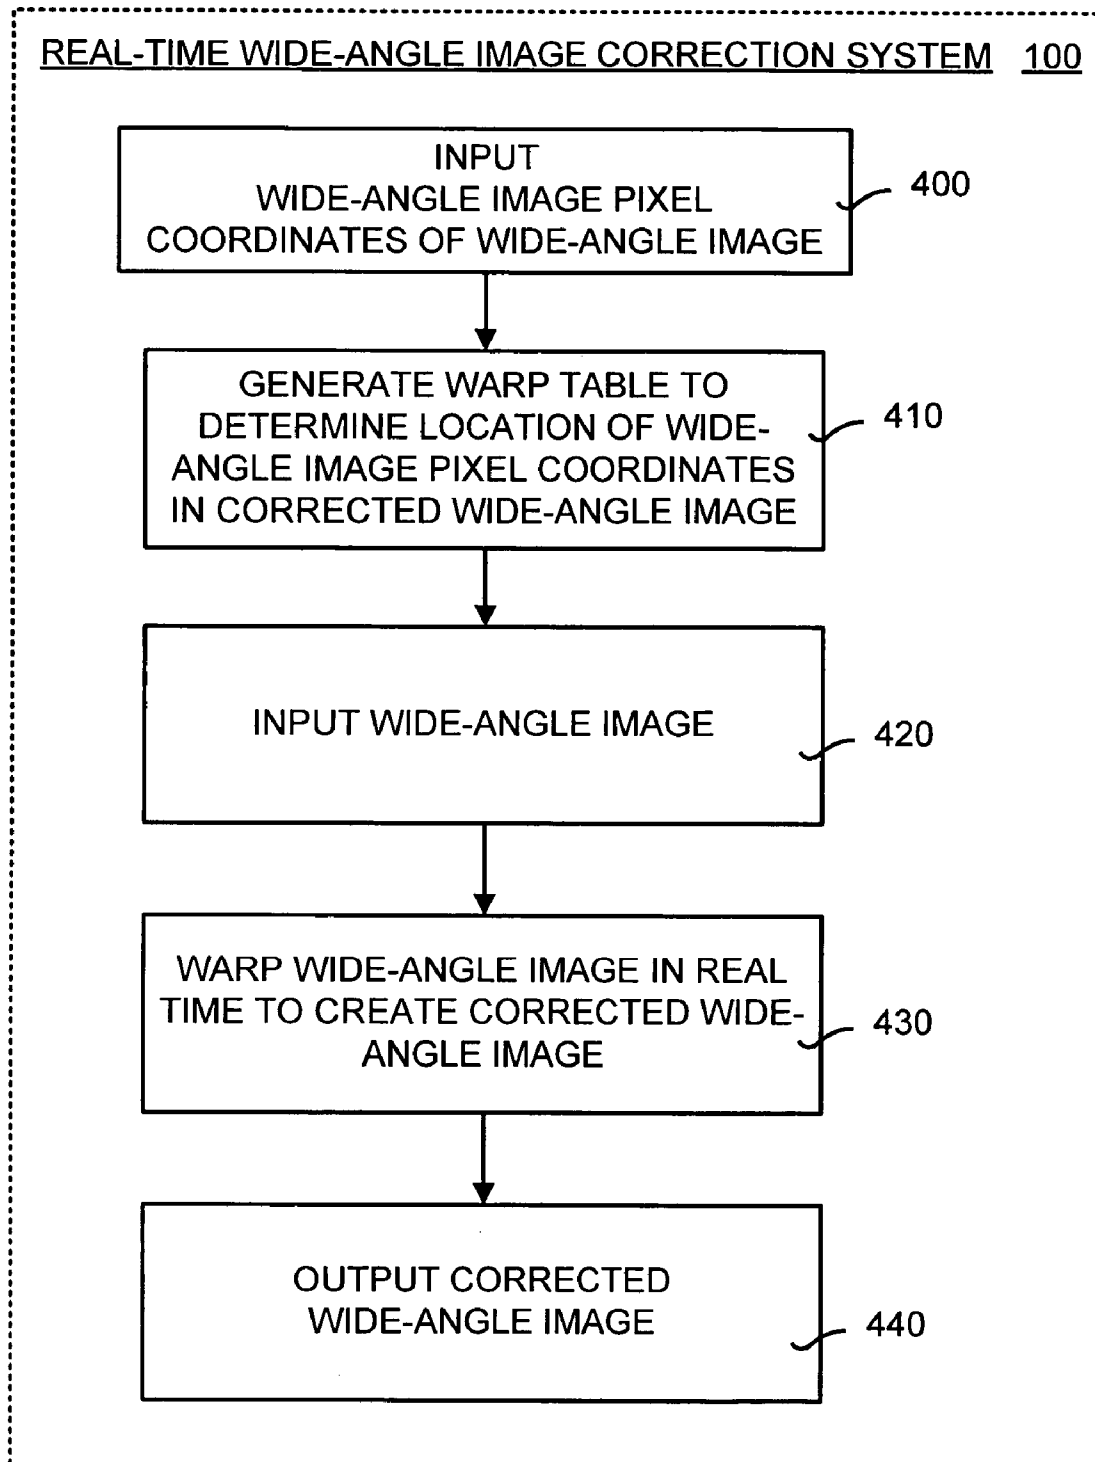 REAL-TIME WIDE-ANGLE IMAGE CORRECTION SYSTEM 100
INPUT
WIDE-ANGLE IMAGE PIXEL
COORDINATES OF WIDE-ANGLE IMAGE
400
GENERATE WARP TABLE TO
DETERMINE LOCATION OF WIDE-
ANGLE IMAGE PIXEL COORDINATES
IN CORRECTED WIDE-ANGLE IMAGE
410
INPUT WIDE-ANGLE IMAGE
420
WARP WIDE-ANGLE IMAGE IN REAL
TIME TO CREATE CORRECTED WIDE-
ANGLE IMAGE
430
OUTPUT CORRECTED
WIDE-ANGLE IMAGE
440